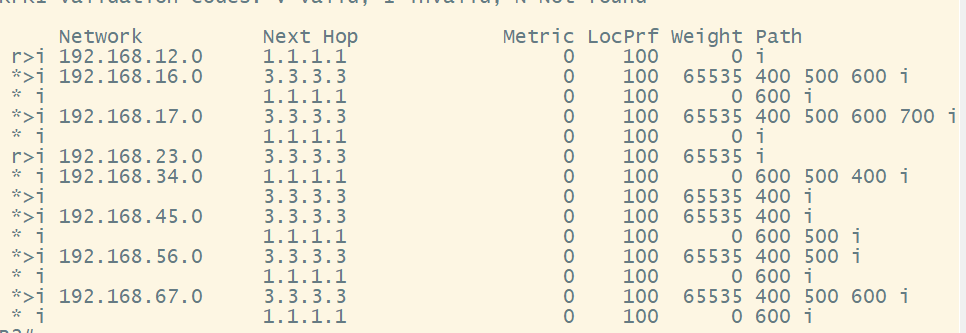 RPKI validation codes: V valid, I invalid, N Not found
     Network          Next Hop            Metric LocPrf Weight Path
 r>i 192.168.12.0     1.1.1.1                  0    100      0 i
 *>i 192.168.16.0     3.3.3.3                  0    100  65535 400 500 600 i
 * i                  1.1.1.1                  0    100      0 600 i
 *>i 192.168.17.0     3.3.3.3                  0    100  65535 400 500 600 700 i
 * i                  1.1.1.1                  0    100      0 i
 r>i 192.168.23.0     3.3.3.3                  0    100  65535 i
 * i 192.168.34.0     1.1.1.1                  0    100      0 600 500 400 i
 *>i                  3.3.3.3                  0    100  65535 400 i
 *>i 192.168.45.0     3.3.3.3                  0    100  65535 400 i
 * i                  1.1.1.1                  0    100      0 600 500 i
 *>i 192.168.56.0     3.3.3.3                  0    100  65535 400 500 i
 * i                  1.1.1.1                  0    100      0 600 i
 *>i 192.168.67.0     3.3.3.3                  0    100  65535 400 500 600 i
 * i                  1.1.1.1                  0    100      0 600 i